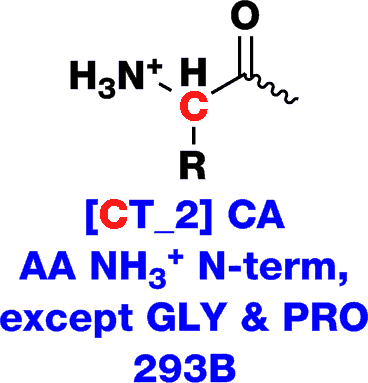 O
H₃N⁺ H
C
R
[CT_2] CA
AA NH₃⁺ N-term,
except GLY & PRO
293B